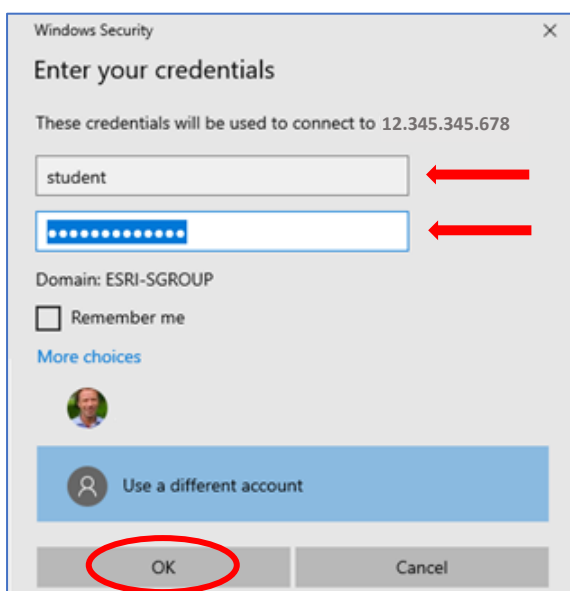 Windows Security
Enter your credentials
These credentials will be used to connect to 12.345.345.678
student
Domain: ESRI-SGROUP
Remember me
More choices
Use a different account
OK
Cancel